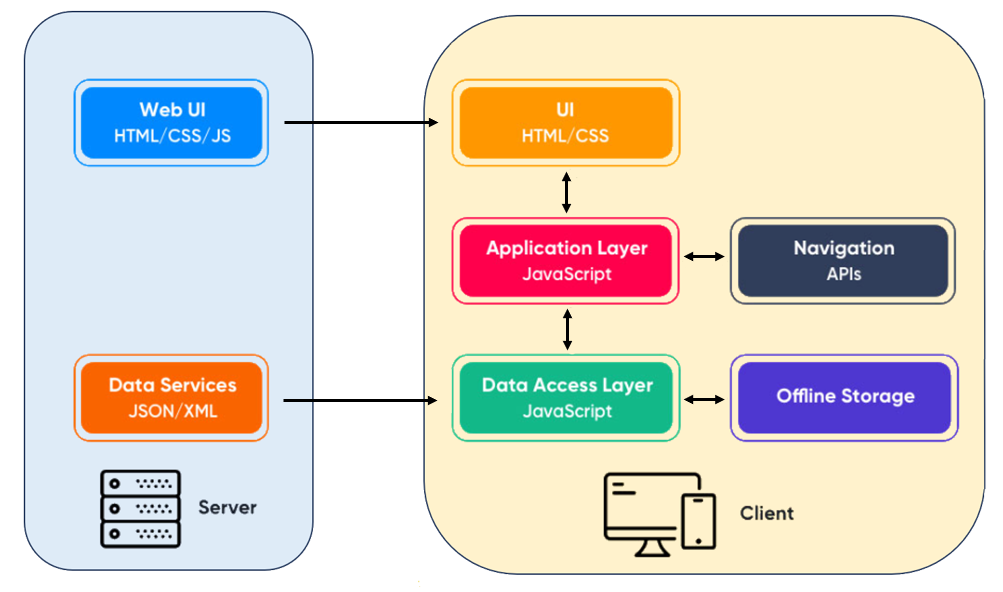 Web UI
HTML/CSS/JS
UI
HTML/CSS
Application Layer
JavaScript
Navigation
APIs
Data Services
JSON/XML
Data Access Layer
JavaScript
Offline Storage
Server
Client